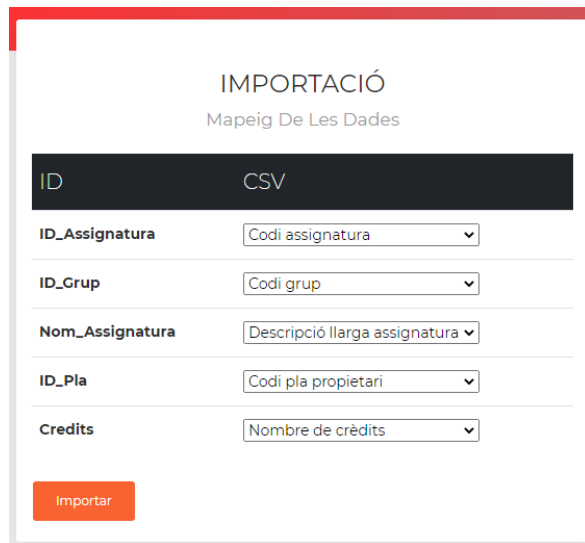 IMPORTACIÓ
Mapeig De Les Dades
ID CSV
ID_Assignatura Codi assignatura
ID_Grup Codi grup
Nom_Assignatura Descripció llarga assignatura
ID_Pla Codi pla propietari
Credits Nombre de crèdits
Importar